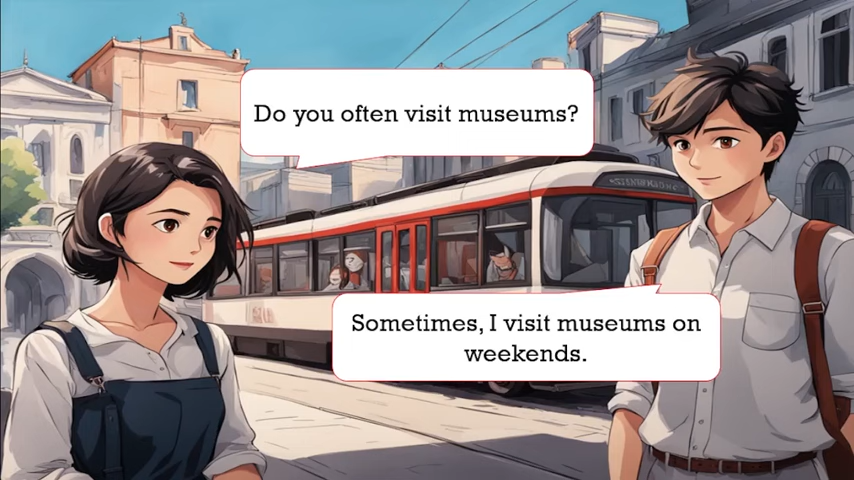 Do you often visit museums?
Sometimes, I visit museums on
weekends.